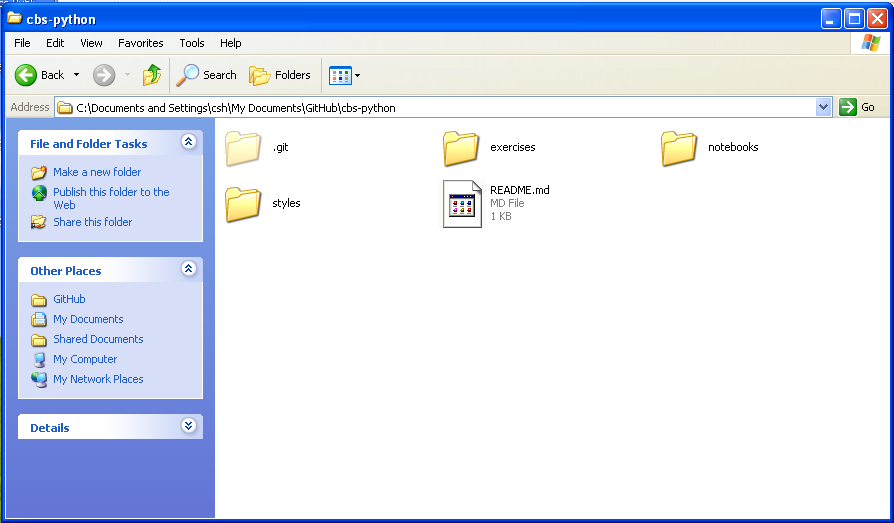 cbs-python
File Edit View Favorites Tools Help
Back Search Folders
Address C:\Documents and Settings\csh\My Documents\GitHub\cbs-python Go
File and Folder Tasks
Make a new folder
Publish this folder to the
Web
Share this folder
Other Places
GitHub
My Documents
Shared Documents
My Computer
My Network Places
Details
.git
exercises
notebooks
styles
README.md
MD File
1 KB